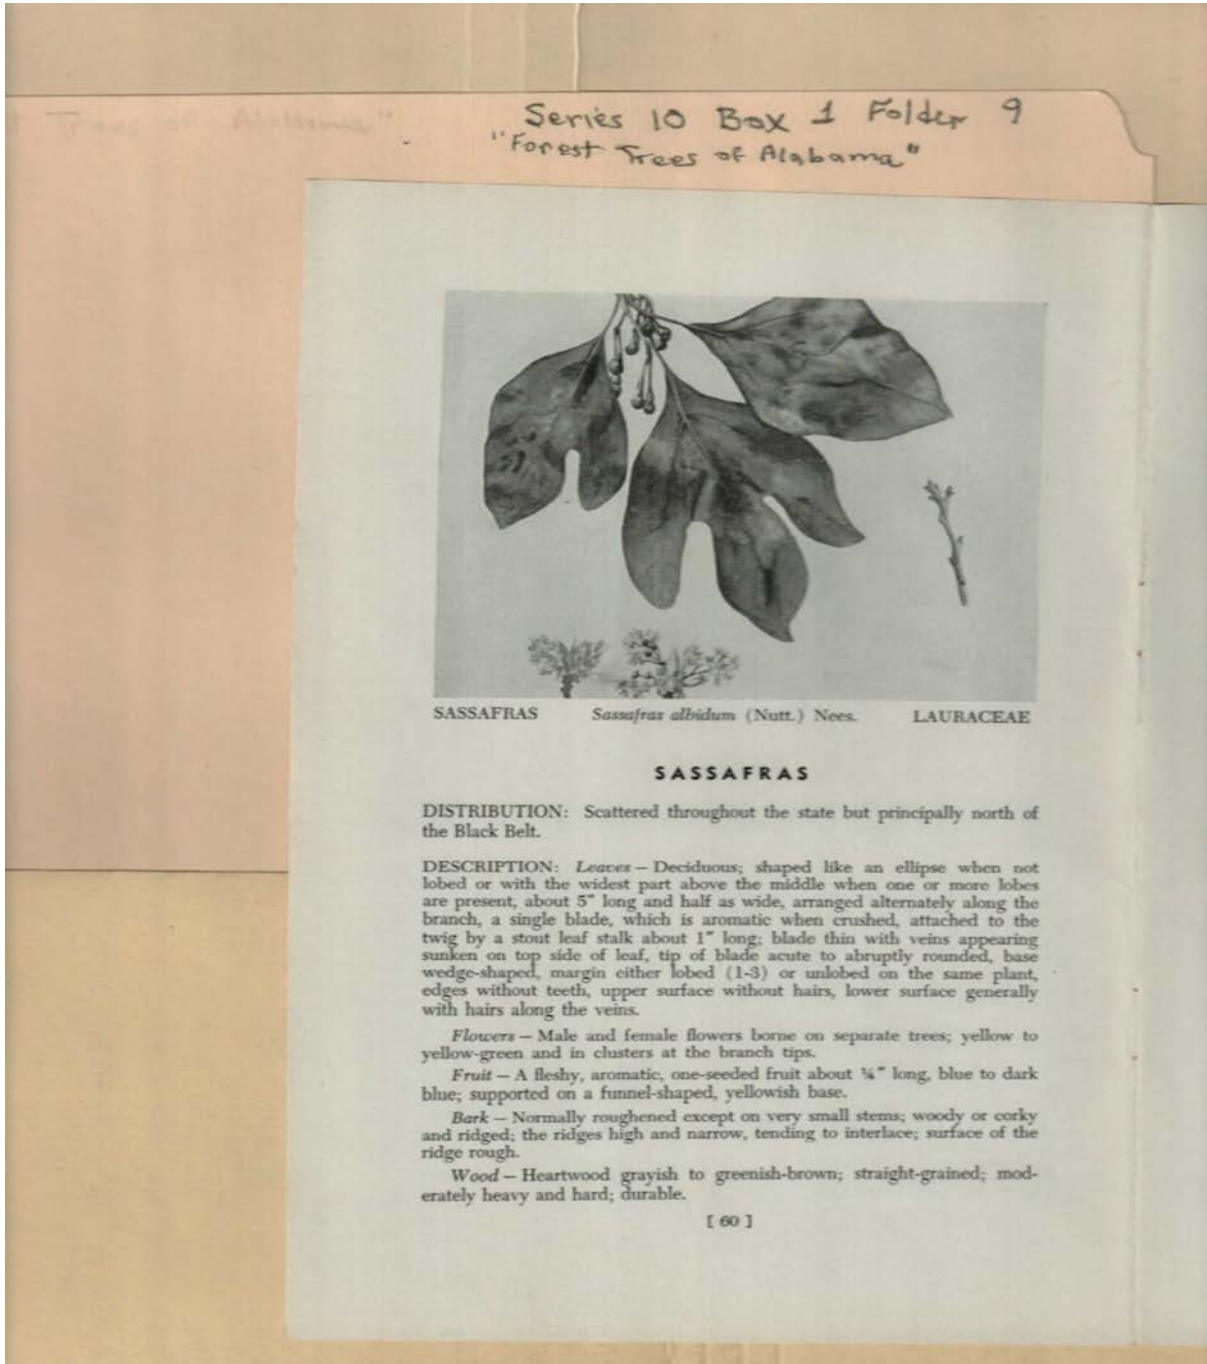 Trees of Alabama"
Series 10 Box 1 Folder 9
"Forest Trees of Alabama"
SASSAFRAS Sassafras albidum (Nutt.) Nees. LAURACEAE
SASSAFRAS
DISTRIBUTION: Scattered throughout the state but principally north of
the Black Belt.
DESCRIPTION: Leaves — Deciduous; shaped like an ellipse when not
lobed or with the widest part above the middle when one or more lobes
are present, about 5" long and half as wide, arranged alternately along the
branch, a single blade, which is aromatic when crushed, attached to the
twig by a stout leaf stalk about 1" long; blade thin with veins appearing
sunken on top side of leaf, tip of blade acute to abruptly rounded, base
wedge-shaped, margin either lobed (1-3) or unlobed on the same plant,
edges without teeth, upper surface without hairs, lower surface generally
with hairs along the veins.
Flowers — Male and female flowers borne on separate trees; yellow to
yellow-green and in clusters at the branch tips.
Fruit — A fleshy, aromatic, one-seeded fruit about long, blue to dark
blue; supported on a funnel-shaped, yellowish base.
Bark — Normally roughened except on very small stems; woody or corky
and ridged; the ridges high and narrow, tending to interlace; surface of the
ridge rough.
Wood — Heartwood grayish to greenish-brown; straight-grained; mod-
erately heavy and hard; durable.
[ 60 ]